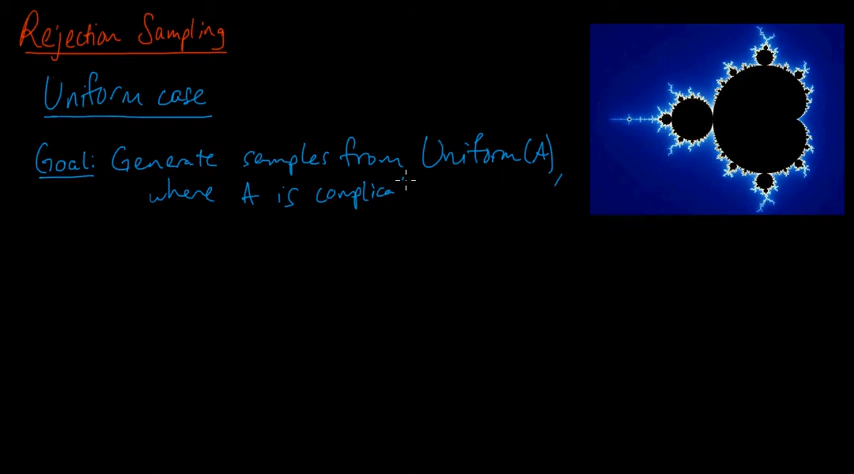 Rejection Sampling
Uniform case
Goal: Generate samples from Uniform(A),
where A is complica